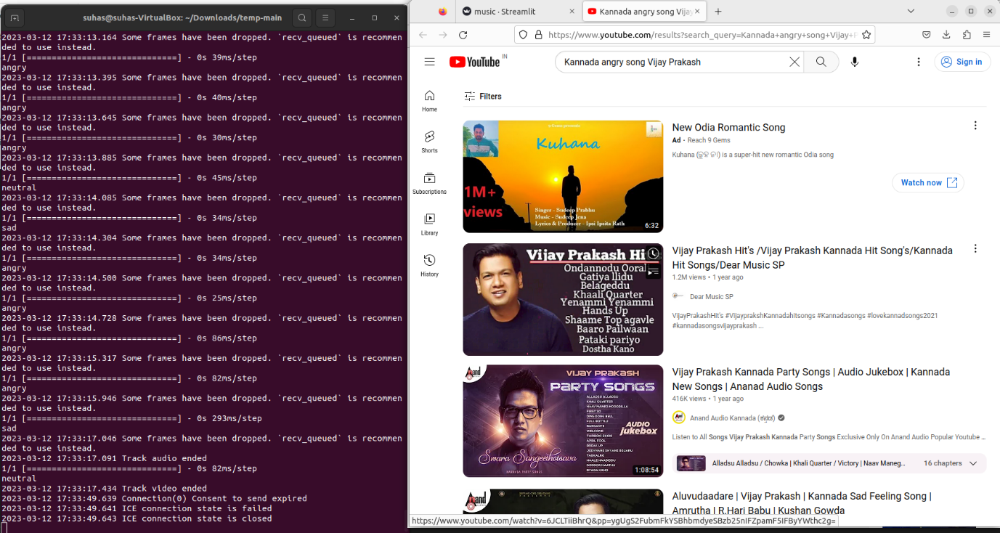 suhas@suhas-VirtualBox: ~/Downloads/temp-main
2023-03-12 17:33:13.164 Some frames have been dropped. `recv_queued` is recommen
ded to use instead.
1/1 [==============================] - 0s 39ms/step
angry
2023-03-12 17:33:13.395 Some frames have been dropped. `recv_queued` is recommen
ded to use instead.
1/1 [==============================] - 0s 40ms/step
angry
2023-03-12 17:33:13.645 Some frames have been dropped. `recv_queued` is recommen
ded to use instead.
1/1 [==============================] - 0s 30ms/step
angry
2023-03-12 17:33:13.885 Some frames have been dropped. `recv_queued` is recommen
ded to use instead.
1/1 [==============================] - 0s 45ms/step
neutral
2023-03-12 17:33:14.085 Some frames have been dropped. `recv_queued` is recommen
ded to use instead.
1/1 [==============================] - 0s 34ms/step
sad
2023-03-12 17:33:14.304 Some frames have been dropped. `recv_queued` is recommen
ded to use instead.
1/1 [==============================] - 0s 34ms/step
angry
2023-03-12 17:33:14.500 Some frames have been dropped. `recv_queued` is recommen
ded to use instead.
1/1 [==============================] - 0s 25ms/step
angry
2023-03-12 17:33:14.728 Some frames have been dropped. `recv_queued` is recommen
ded to use instead.
1/1 [==============================] - 0s 86ms/step
angry
2023-03-12 17:33:15.317 Some frames have been dropped. `recv_queued` is recommen
ded to use instead.
1/1 [==============================] - 0s 82ms/step
angry
2023-03-12 17:33:15.946 Some frames have been dropped. `recv_queued` is recommen
ded to use instead.
1/1 [==============================] - 0s 293ms/step
sad
2023-03-12 17:33:17.046 Some frames have been dropped. `recv_queued` is recommen
ded to use instead.
2023-03-12 17:33:17.091 Track audio ended
1/1 [==============================] - 0s 82ms/step
neutral
2023-03-12 17:33:17.434 Track video ended
2023-03-12 17:33:49.639 Connection(0) Consent to send expired
2023-03-12 17:33:49.641 ICE connection state is failed
2023-03-12 17:33:49.643 ICE connection state is closed
music · Streamlit
Kannada angry song Vijay
https://www.youtube.com/results?search_query=Kannada+angry+song+Vijay+
YouTube IN
Kannada angry song Vijay Prakash
Sign in
Home
Shorts
Subscriptions
Library
History
Filters
Kuhana
1M+
views
Singer - Sudeep Prabhu
Music - Sudeep Jena
Lyrics & Producer - Ipsi Ipsita Rath
6:32
New Odia Romantic Song
Ad · Reach 9 Gems
Kuhana (କୁହ ନା) is a super-hit new romantic Odia song
Watch now
Vijay Prakash Hi
Ondannodu Oorali
Gatiya Ilidu
Belageddu
Khaali Quarter
Yenammi Yenammi
Hands Up
Shaame Top agavle
Baaro Pailwaan
Pataki pariyo
Dostha Kano
Vijay Prakash Hit's /Vijay Prakash Kannada Hit Song's/Kannada
Hit Songs/Dear Music SP
1.2M views · 1 year ago
Dear Music SP
VijayPrakashHit's #VijayprakshKannadahitsongs #Kannadasongs #lovekannadsongs2021
#kannadasongsvijayprakash ...
Anand
VIJAY PRAKASH
PARTY SONGS
ALLADSU ALLADSU
KHALI QUARTER
DING DONG BELL
FULL BOTTLU
WELCOME
APRIL FOOL
BREAK UP
AUDIO
jukebox
Swara Sangeethotsava
KANNADA PARTY SONGS
1:08:54
Vijay Prakash Kannada Party Songs | Audio Jukebox | Kannada
New Songs | Ananad Audio Songs
416K views · 1 year ago
Anand Audio Kannada (ಕನ್ನಡ)
Listen to All Songs Vijay Prakash Kannada Party Songs Exclusive Only On Anand Audio Popular Youtube ...
Alladsu Alladsu / Chowka | Khali Quarter / Victory | Naav Maneg...
16 chapters
Anand
Aluvudaadare | Vijay Prakash | Kannada Sad Feeling Song |
Amrutha | R.Hari Babu | Kushan Gowda
https://www.youtube.com/watch?v=6JCLTiiBhrQ&pp=ygUgS2FubmFkYSBhbmdyeSBzb25nIFZpamF5IFByYWthc2g=